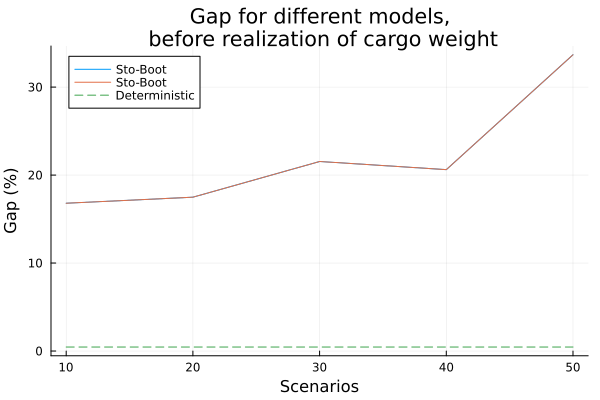 Gap for different models,
before realization of cargo weight
Sto-Boot
Sto-Boot
Deterministic
Gap (%)
30
20
10
0
10 20 30 40 50
Scenarios